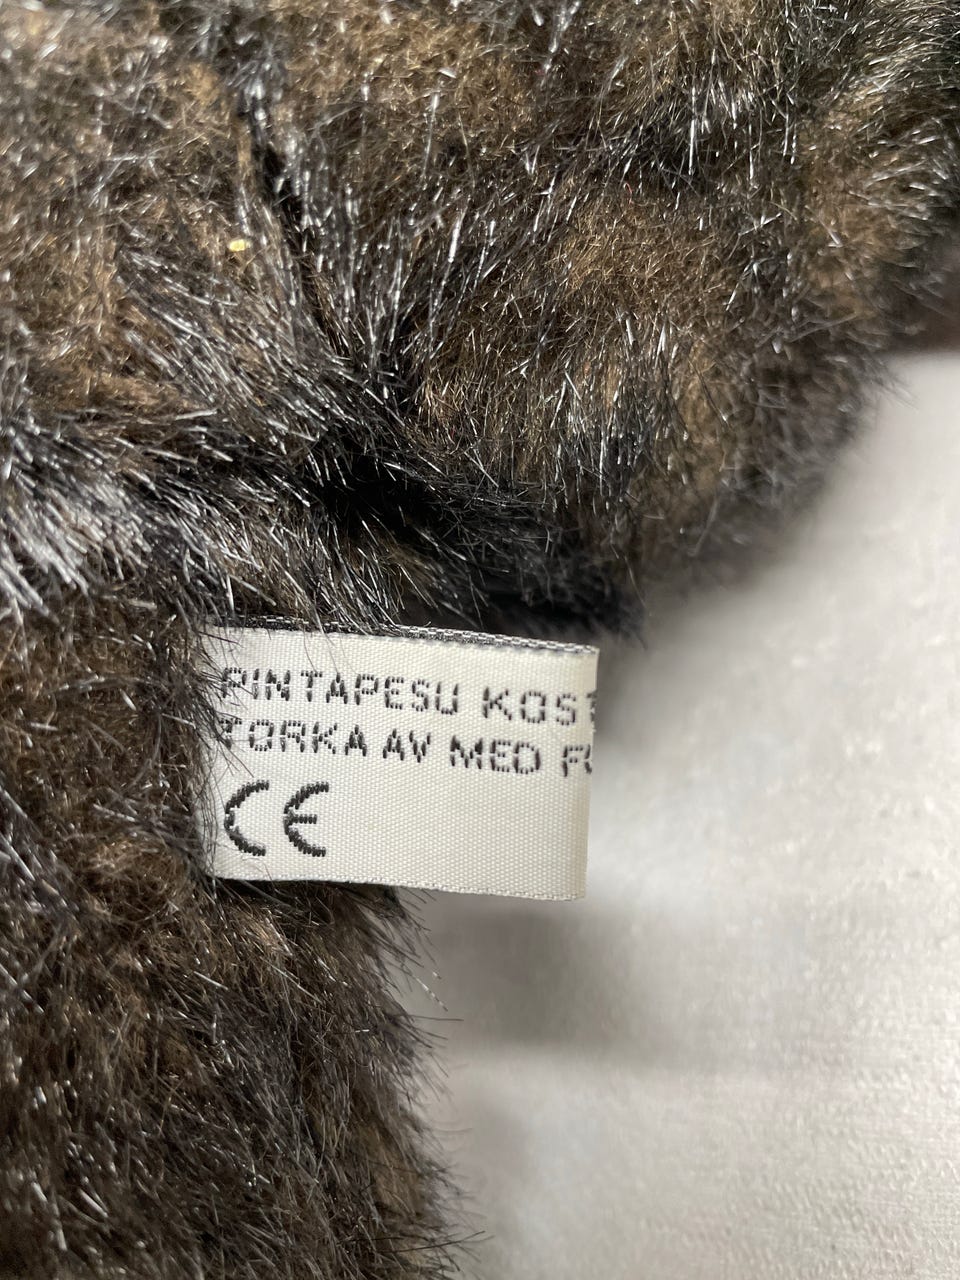 PINTAPESU KOS
TORKA AV MED
CE